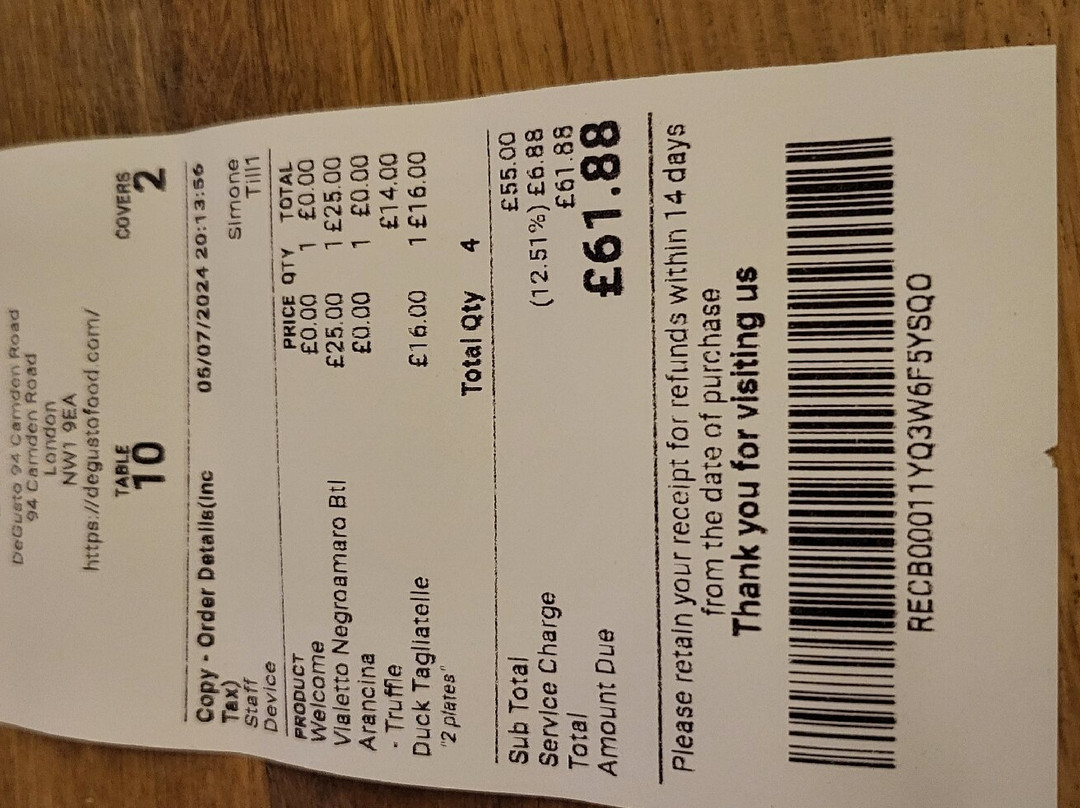 DeGusto 94 Camden Road
94 Camden Road
London
NW1 9EA
https://degustofood.com/
TABLE COVERS
10 2
Copy - Order Details(Inc 05/07/2024 20:13:56
Tax)
Staff Simone
Device Till1
PRODUCT PRICE QTY TOTAL
Welcome £0.00 1 £0.00
Vialetto Negroamaro Btl £25.00 1 £25.00
Arancina £0.00 1 £0.00
- Truffle £14.00
Duck Tagliatelle £16.00 1 £16.00
"2 plates"
Total Qty 4
Sub Total £55.00
Service Charge (12.51%) £6.88
Total £61.88
Amount Due £61.88
Please retain your receipt for refunds within 14 days
from the date of purchase
Thank you for visiting us
RECB0011YQ3W6F5YSQO